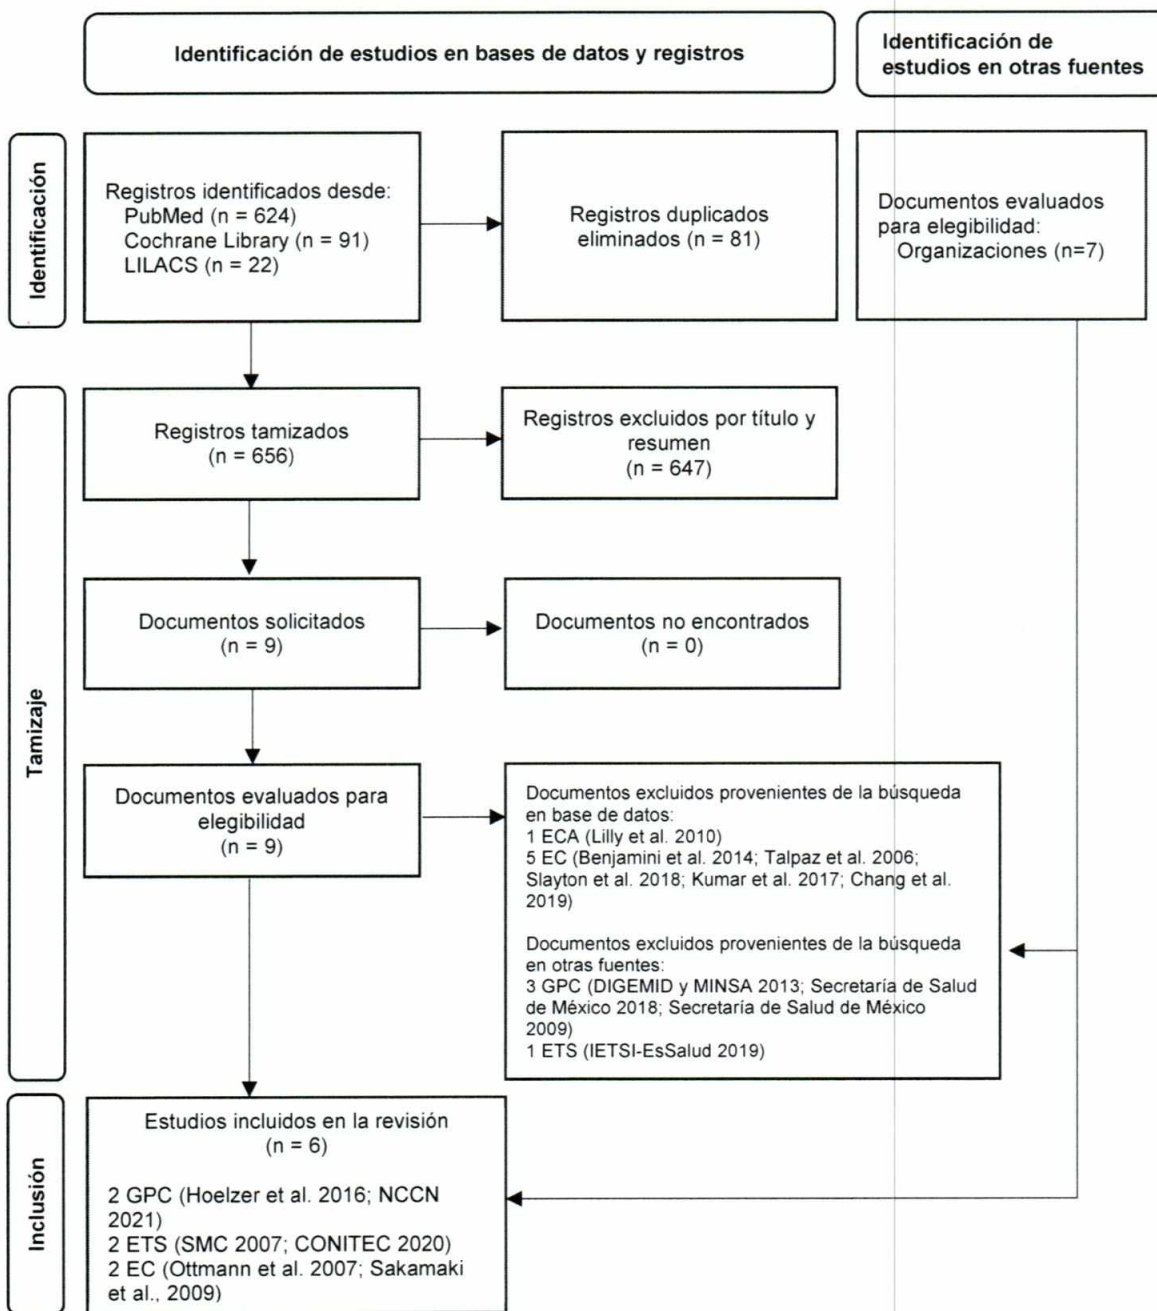 Identificación de estudios en bases de datos y registros
Identificación de
estudios en otras fuentes
Identificación
Registros identificados desde:
PubMed (n = 624)
Cochrane Library (n = 91)
LILACS (n = 22)
Registros duplicados
eliminados (n = 81)
Documentos evaluados
para elegibilidad:
Organizaciones (n=7)
Tamizaje
Registros tamizados
(n = 656)
Registros excluidos por título y
resumen
(n = 647)
Documentos solicitados
(n = 9)
Documentos no encontrados
(n = 0)
Documentos evaluados para
elegibilidad
(n = 9)
Documentos excluidos provenientes de la búsqueda
en base de datos:
1 ECA (Lilly et al. 2010)
5 EC (Benjamini et al. 2014; Talpaz et al. 2006;
Slayton et al. 2018; Kumar et al. 2017; Chang et al.
2019)
Documentos excluidos provenientes de la búsqueda
en otras fuentes:
3 GPC (DIGEMID y MINSA 2013; Secretaría de Salud
de México 2018; Secretaría de Salud de México
2009)
1 ETS (IETSI-EsSalud 2019)
Inclusión
Estudios incluidos en la revisión
(n = 6)
2 GPC (Hoelzer et al. 2016; NCCN
2021)
2 ETS (SMC 2007; CONITEC 2020)
2 EC (Ottmann et al. 2007; Sakamaki
et al., 2009)